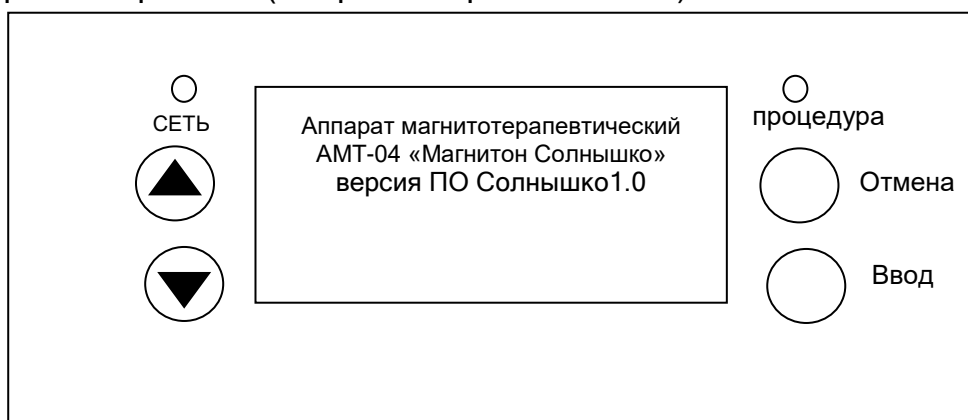 СЕТЬ
Аппарат магнитотерапевтический
АМТ-04 «Магнитон Солнышко»
версия ПО Солнышко1.0
процедура
Отмена
Ввод